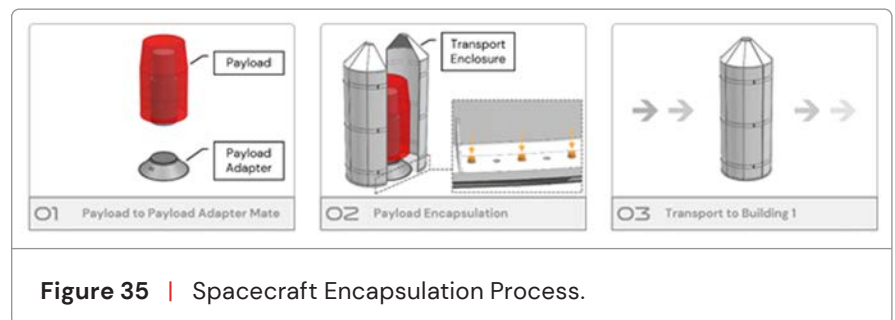 Payload
Payload
Adapter
01 Payload to Payload Adapter Mate
Transport
Enclosure
02 Payload Encapsulation
03 Transport to Building 1
Figure 35 | Spacecraft Encapsulation Process.